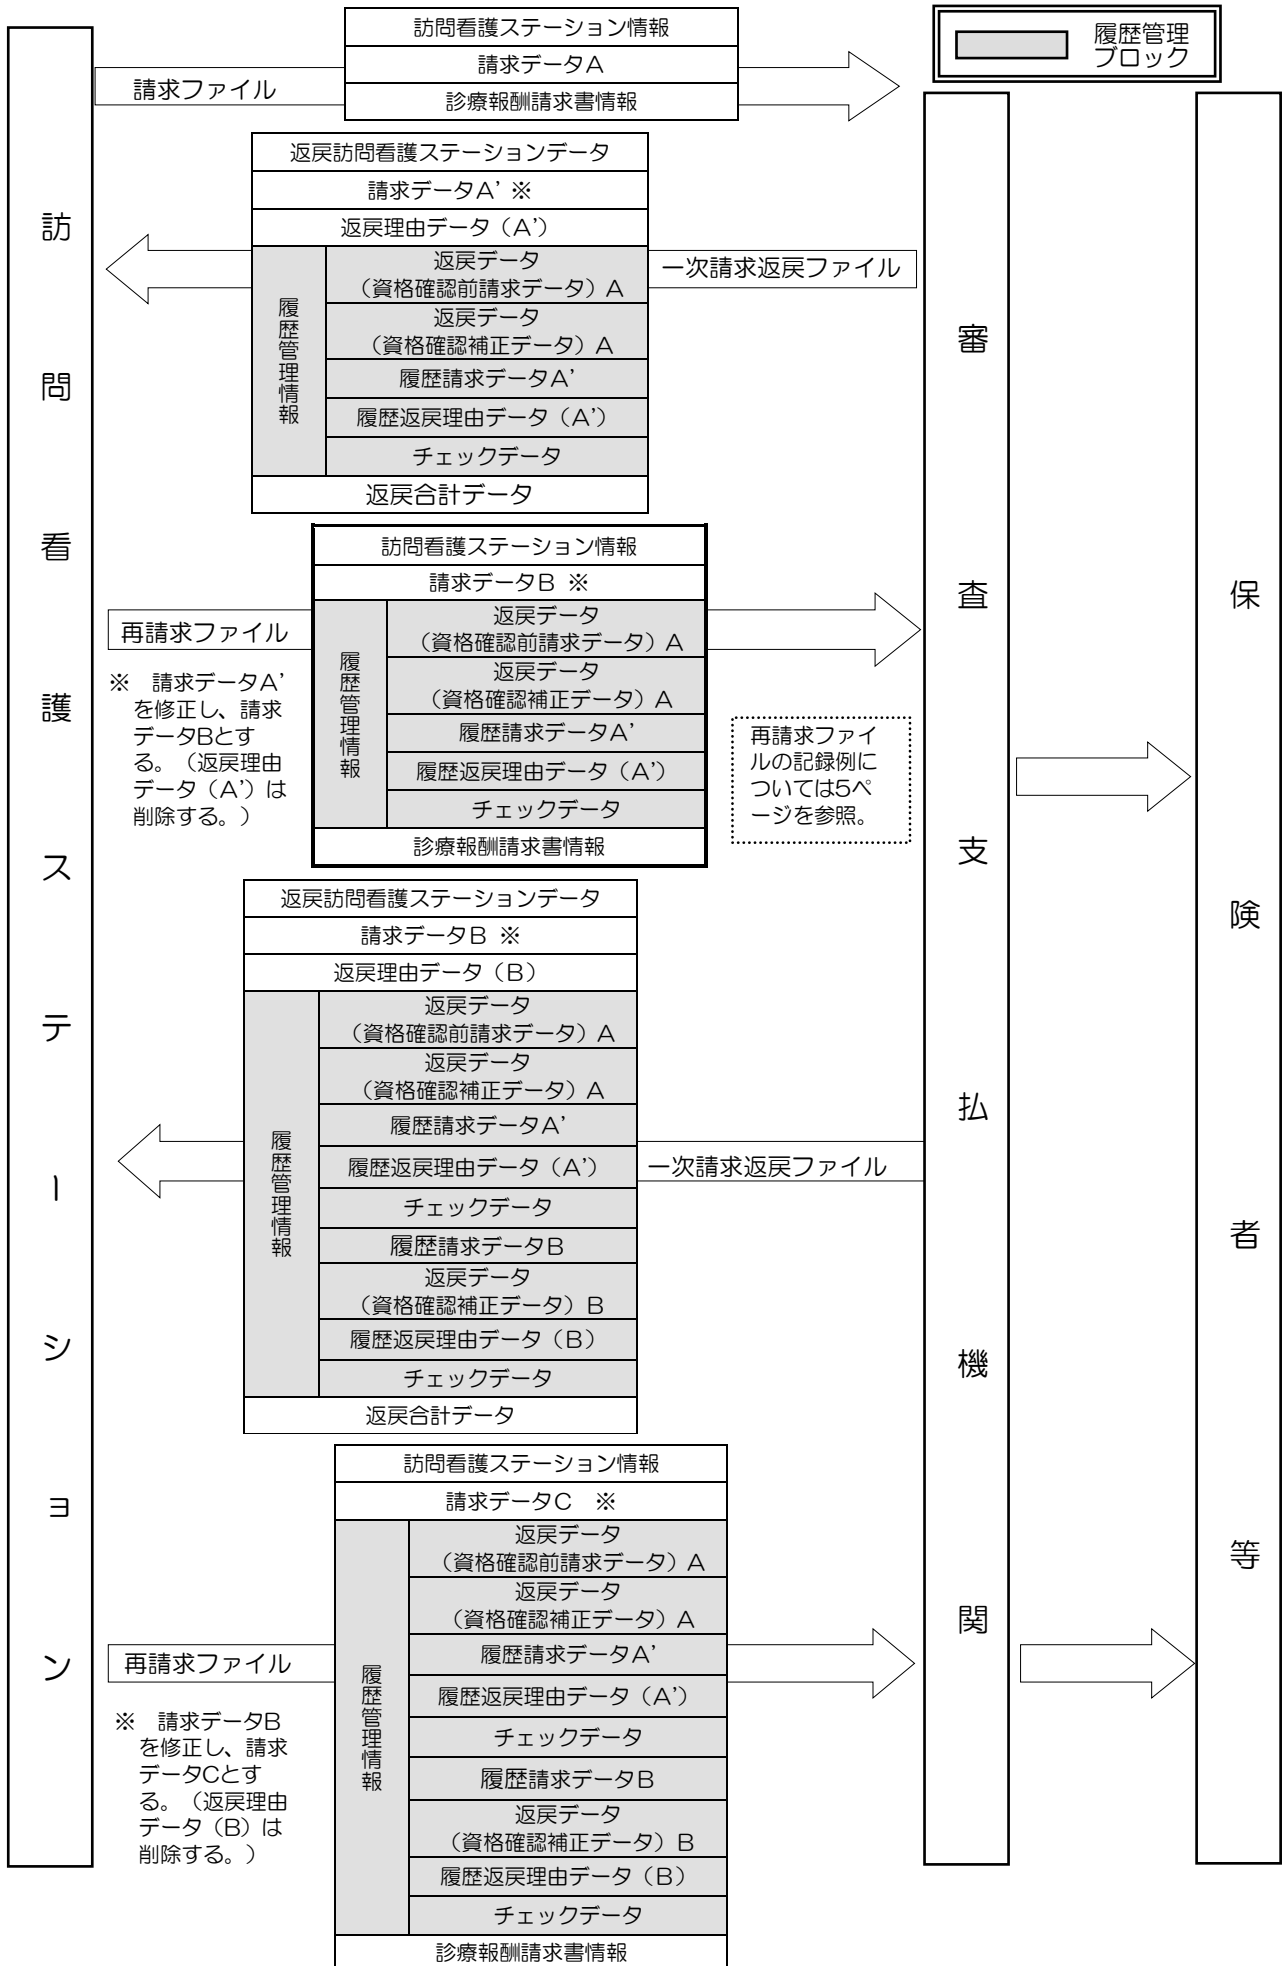 訪問看護ステーション情報
請求データA
診療報酬請求書情報
請求ファイル
履歴管理
ブロック
訪問看護ステーション
審査支払機関
保険者等
返戻訪問看護ステーションデータ
請求データA’ ※
返戻理由データ（A’）
履歴管理情報
返戻データ
（資格確認前請求データ）A
返戻データ
（資格確認補正データ）A
履歴請求データA’
履歴返戻理由データ（A’）
チェックデータ
返戻合計データ
一次請求返戻ファイル
訪問看護ステーション情報
請求データB ※
履歴管理情報
返戻データ
（資格確認前請求データ）A
返戻データ
（資格確認補正データ）A
履歴請求データA’
履歴返戻理由データ（A’）
チェックデータ
診療報酬請求書情報
再請求ファイル
※　請求データA’
を修正し、請求
データBとす
る。（返戻理由
データ（A’）は
削除する。）
再請求ファイ
ルの記録例に
ついては5ペ
ージを参照。
返戻訪問看護ステーションデータ
請求データB ※
返戻理由データ（B）
履歴管理情報
返戻データ
（資格確認前請求データ）A
返戻データ
（資格確認補正データ）A
履歴請求データA’
履歴返戻理由データ（A’）
チェックデータ
履歴請求データB
返戻データ
（資格確認補正データ）B
履歴返戻理由データ（B）
チェックデータ
返戻合計データ
一次請求返戻ファイル
訪問看護ステーション情報
請求データC　※
履歴管理情報
返戻データ
（資格確認前請求データ）A
返戻データ
（資格確認補正データ）A
履歴請求データA’
履歴返戻理由データ（A’）
チェックデータ
履歴請求データB
返戻データ
（資格確認補正データ）B
履歴返戻理由データ（B）
チェックデータ
診療報酬請求書情報
再請求ファイル
※　請求データB
を修正し、請求
データCとす
る。（返戻理由
データ（B）は
削除する。）